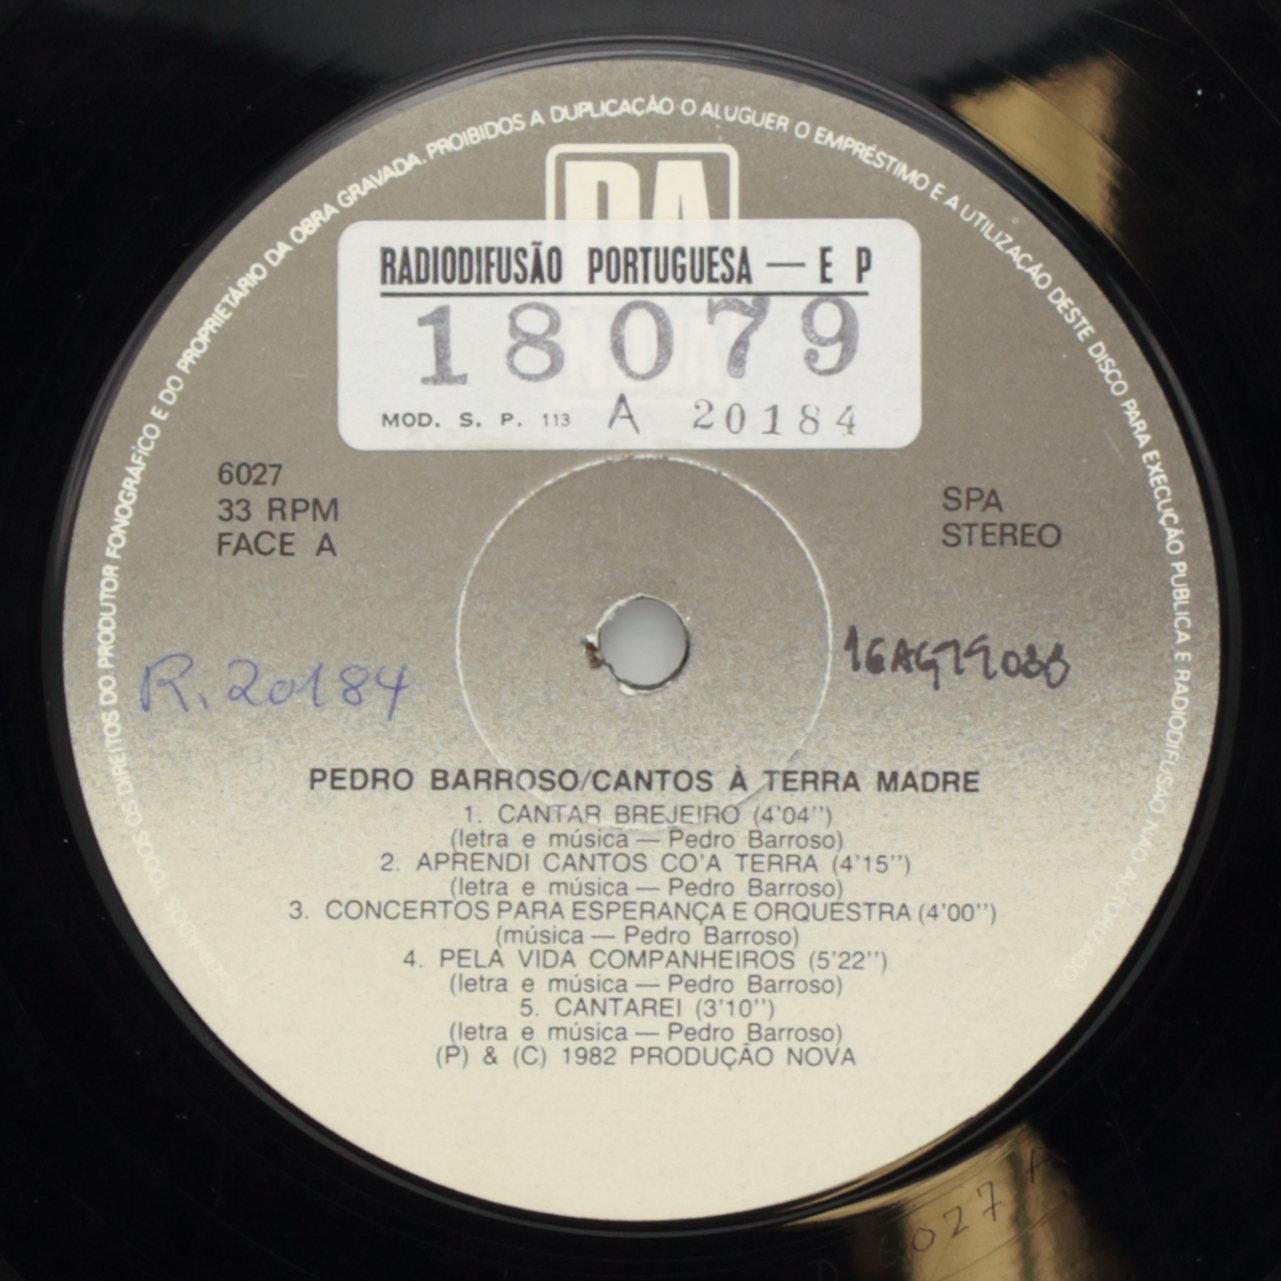 RESERVADOS TODOS OS DIREITOS DO PRODUTOR FONOGRÁFICO E DO PROPRIETÁRIO DA OBRA GRAVADA. PROIBIDOS A DUPLICAÇÃO O ALUGUER O EMPRÉSTIMO E A UTILIZAÇÃO DESTE DISCO PARA EXECUÇÃO PUBLICA E RADIODIFUSÃO NÃO AUTORIZADOS
DA
RADIODIFUSÃO PORTUGUESA — E P
18079
MOD. S. P. 113 A 20184
6027
33 RPM
FACE A
SPA
STEREO
R. 20184
PEDRO BARROSO/CANTOS À TERRA MADRE
1. CANTAR BREJEIRO (4'04'')
(letra e música — Pedro Barroso)
2. APRENDI CANTOS CO'A TERRA (4'15'')
(letra e música — Pedro Barroso)
3. CONCERTOS PARA ESPERANÇA E ORQUESTRA (4'00'')
(música — Pedro Barroso)
4. PELA VIDA COMPANHEIROS (5'22'')
(letra e música — Pedro Barroso)
5. CANTAREI (3'10'')
(letra e música — Pedro Barroso)
(P) & (C) 1982 PRODUÇÃO NOVA